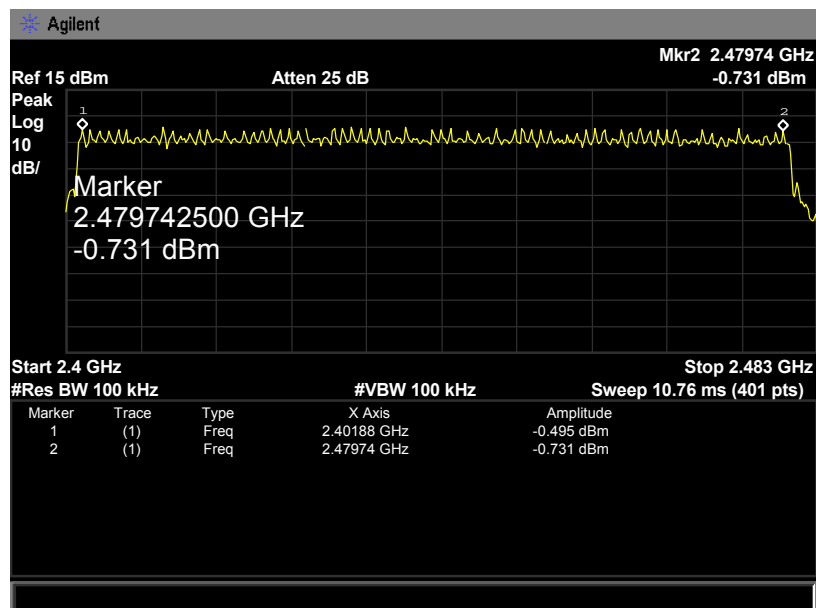 Agilent
Mkr2 2.47974 GHz
Ref 15 dBm Atten 25 dB -0.731 dBm
Peak
Log
10
dB/
1
2
Marker
2.479742500 GHz
-0.731 dBm
Start 2.4 GHz Stop 2.483 GHz
#Res BW 100 kHz #VBW 100 kHz Sweep 10.76 ms (401 pts)
Marker Trace Type X Axis Amplitude
1 (1) Freq 2.40188 GHz -0.495 dBm
2 (1) Freq 2.47974 GHz -0.731 dBm